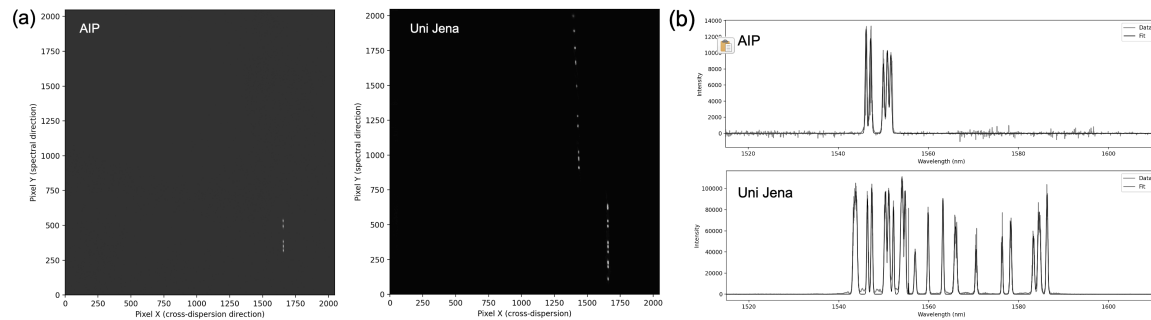 (a)
AIP
2000
1750
1500
1250
1000
750
500
250
0
Pixel Y (spectral direction)
0 250 500 750 1000 1250 1500 1750 2000
Pixel X (cross-dispersion direction)
Uni Jena
2000
1750
1500
1250
1000
750
500
250
0
Pixel Y (spectral direction)
0 250 500 750 1000 1250 1500 1750 2000
Pixel X (cross-dispersion)
(b)
AIP
14000
12000
10000
8000
6000
4000
2000
0
Intensity
Data
Fit
1520 1540 1560 1580 1600
Wavelength (nm)
Uni Jena
100000
80000
60000
40000
20000
0
Intensity
Data
Fit
1520 1540 1560 1580 1600
Wavelength (nm)